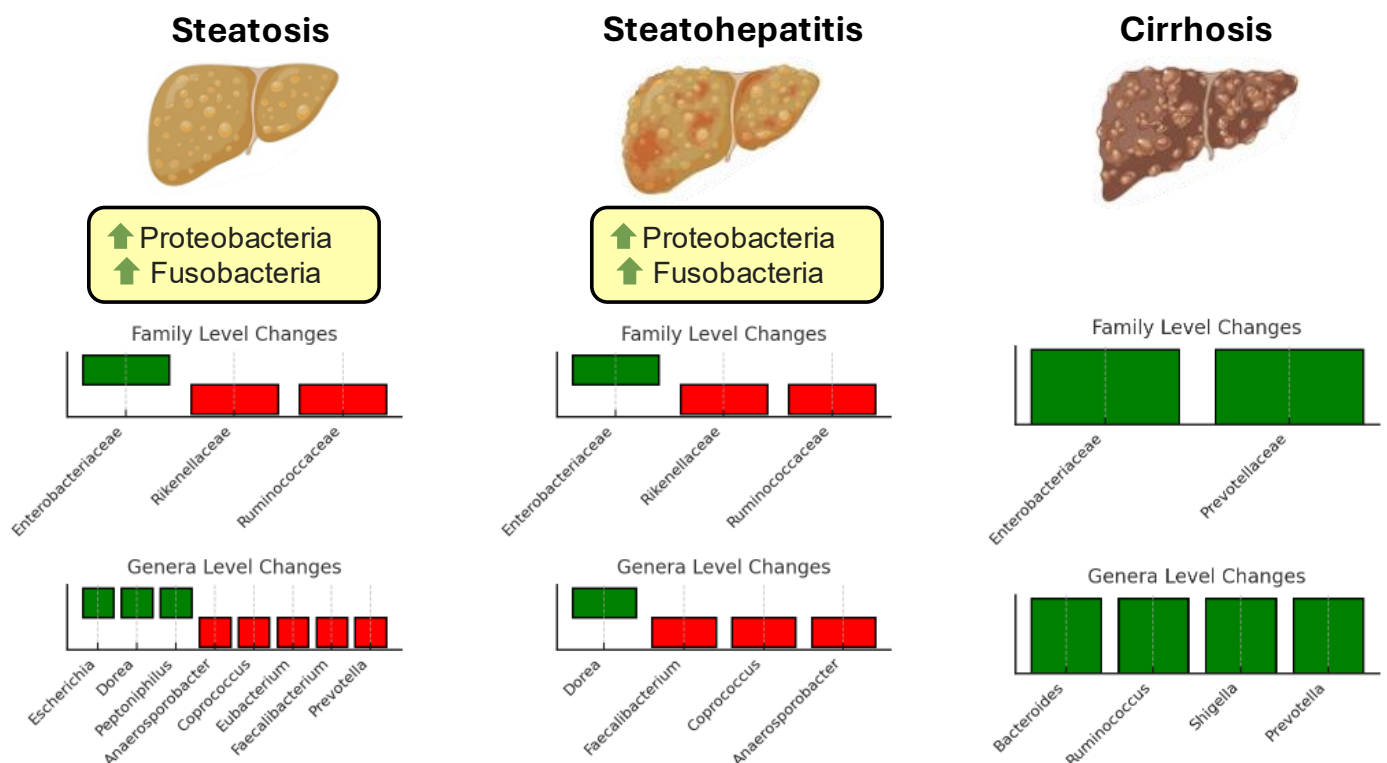 Steatosis
Steatohepatitis
Cirrhosis
Proteobacteria
Fusobacteria
Proteobacteria
Fusobacteria
Family Level Changes
Enterobacteriaceae
Rikenellaceae
Ruminococcaceae
Family Level Changes
Enterobacteriaceae
Rikenellaceae
Ruminococcaceae
Family Level Changes
Enterobacteriaceae
Prevotellaceae
Genera Level Changes
Escherichia
Dorea
Peptoniphilus
Anaerosporobacter
Coprococcus
Eubacterium
Faecalibacterium
Prevotella
Genera Level Changes
Dorea
Faecalibacterium
Coprococcus
Anaerosporobacter
Genera Level Changes
Bacteroides
Ruminococcus
Shigella
Prevotella